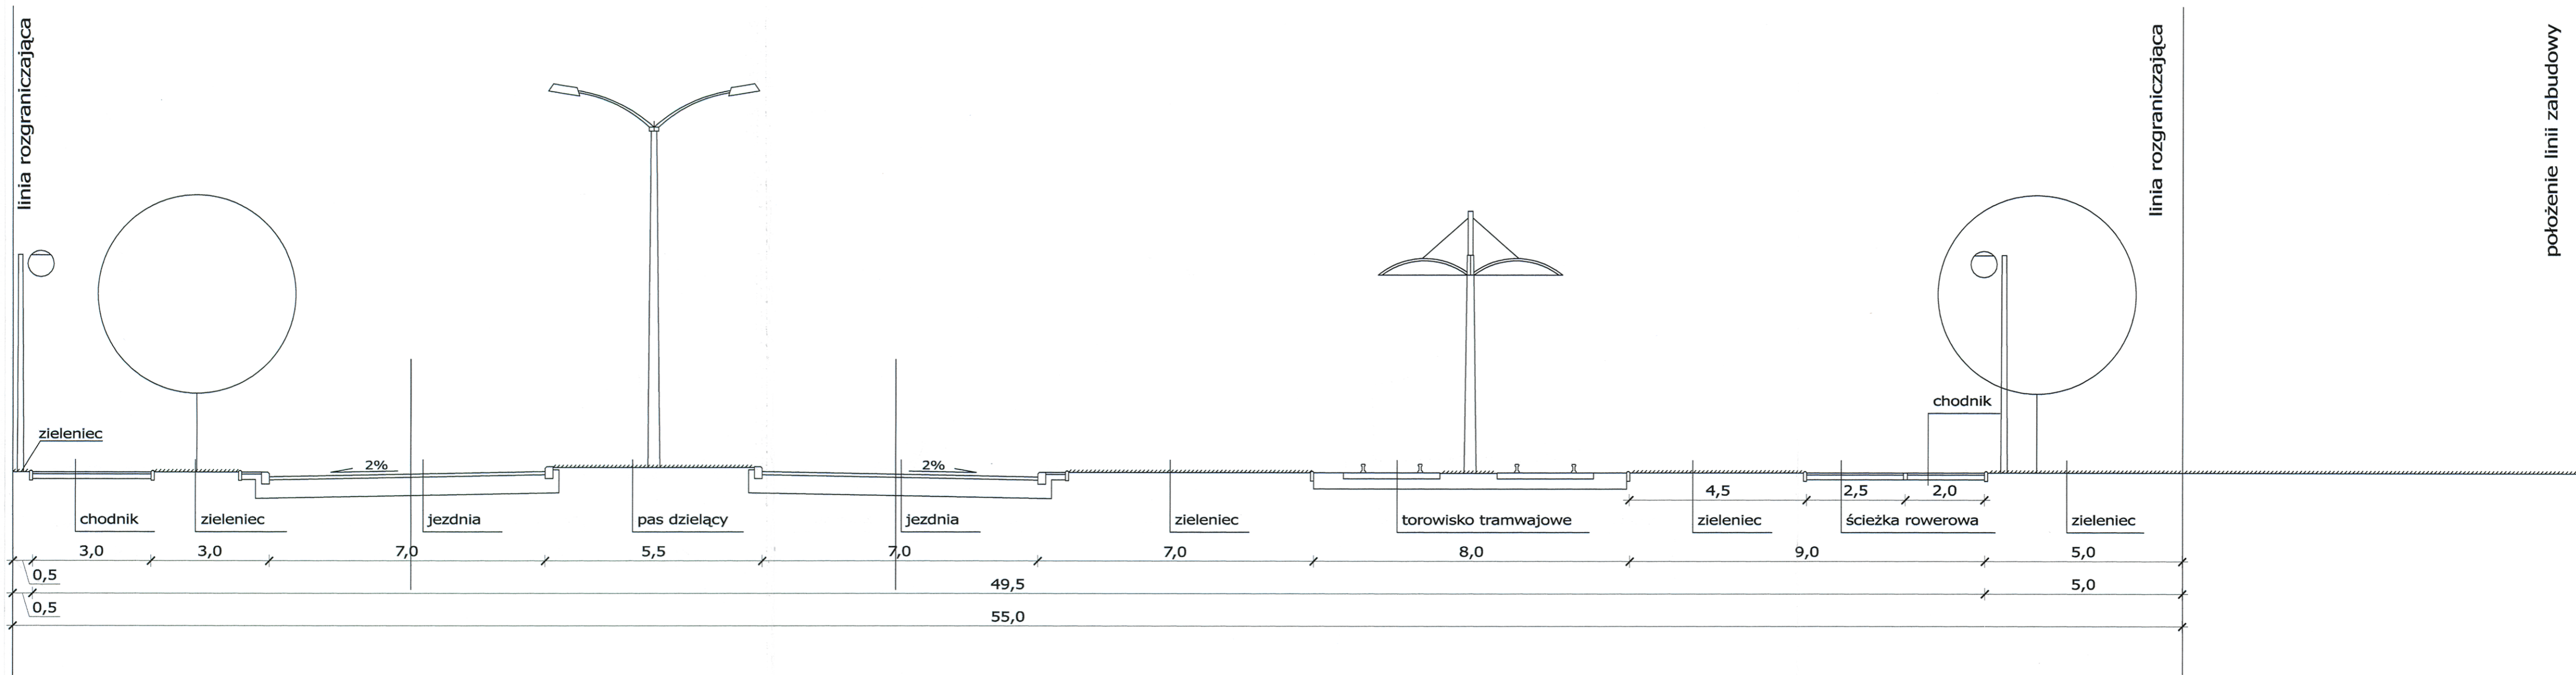 linia rozgraniczająca
linia rozgraniczająca
położenie linii zabudowy
chodnik
zieleniec
2%
2%
4,5
2,5
2,0
chodnik
zieleniec
jezdnia
pas dzielący
jezdnia
zieleniec
torowisko tramwajowe
zieleniec
ścieżka rowerowa
zieleniec
3,0
3,0
7,0
5,5
7,0
7,0
8,0
9,0
5,0
0,5
49,5
5,0
0,5
55,0